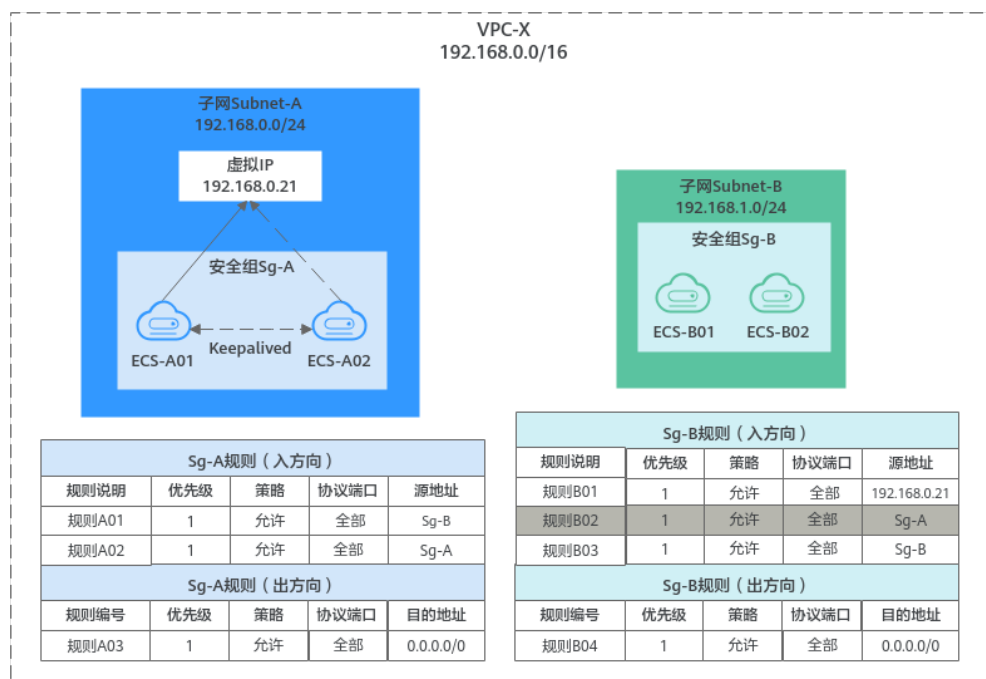 VPC-X
192.168.0.0/16
子网Subnet-A
192.168.0.0/24
虚拟IP
192.168.0.21
安全组Sg-A
ECS-A01
Keepalived
ECS-A02
子网Subnet-B
192.168.1.0/24
安全组Sg-B
ECS-B01 ECS-B02
Sg-A规则（入方向）
规则说明 优先级 策略 协议端口 源地址
规则A01 1 允许 全部 Sg-B
规则A02 1 允许 全部 Sg-A
Sg-A规则（出方向）
规则编号 优先级 策略 协议端口 目的地址
规则A03 1 允许 全部 0.0.0.0/0
Sg-B规则（入方向）
规则说明 优先级 策略 协议端口 源地址
规则B01 1 允许 全部 192.168.0.21
规则B02 1 允许 全部 Sg-A
规则B03 1 允许 全部 Sg-B
Sg-B规则（出方向）
规则编号 优先级 策略 协议端口 目的地址
规则B04 1 允许 全部 0.0.0.0/0